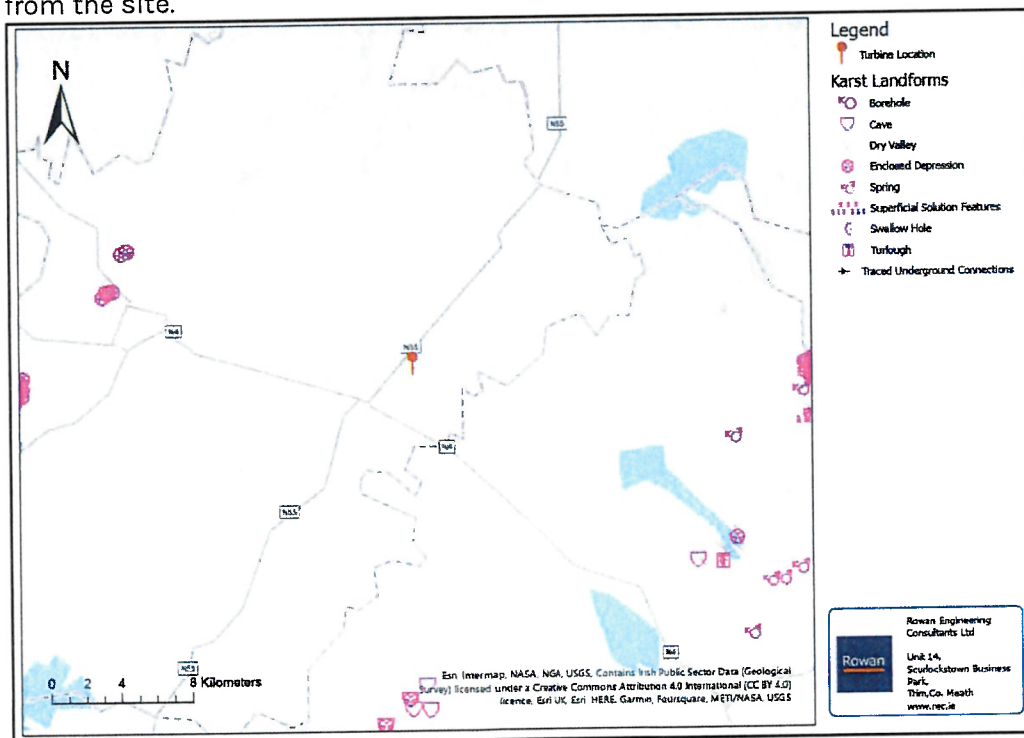 from the site.
N
N55
N4
N55
N4
N55
N4
N55
0 2 4 8 Kilometers
Esri, Intermap, NASA, NGA, USGS, Contains Irish Public Sector Data (Geological
Survey) licensed under a Creative Commons Attribution 4.0 International (CC BY 4.0)
licence, Esri UK, Esri, HERE, Garmin, Foursquare, METI/NASA, USGS
Legend
Turbine Location
Karst Landforms
Borehole
Cave
Dry Valley
Enclosed Depression
Spring
Superficial Solution Features
Swallow Hole
Turlough
Traced Underground Connections
Rowan
Rowan Engineering
Consultants Ltd
Unit 14,
Scurlockstown Business
Park,
Trim,Co. Meath
www.rec.ie